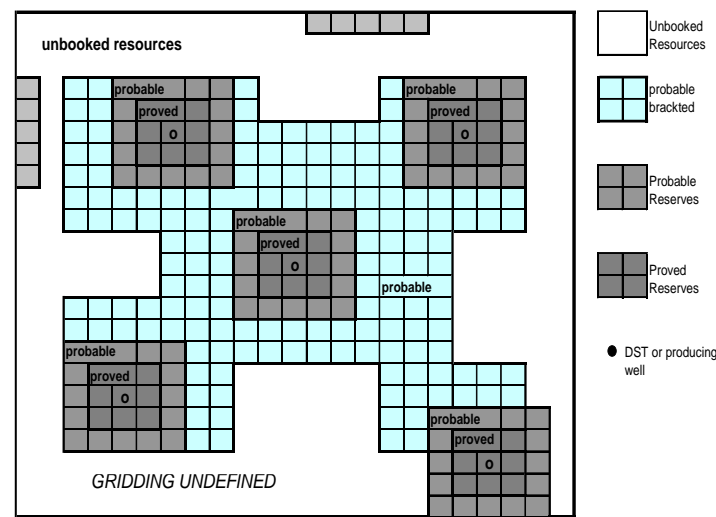 unbooked resources
probable
proved
o
probable
proved
o
probable
proved
o
probable
probable
proved
o
probable
proved
o
GRIDDING UNDEFINED
Unbooked
Resources
probable
brackted
Probable
Reserves
Proved
Reserves
DST or producing
well